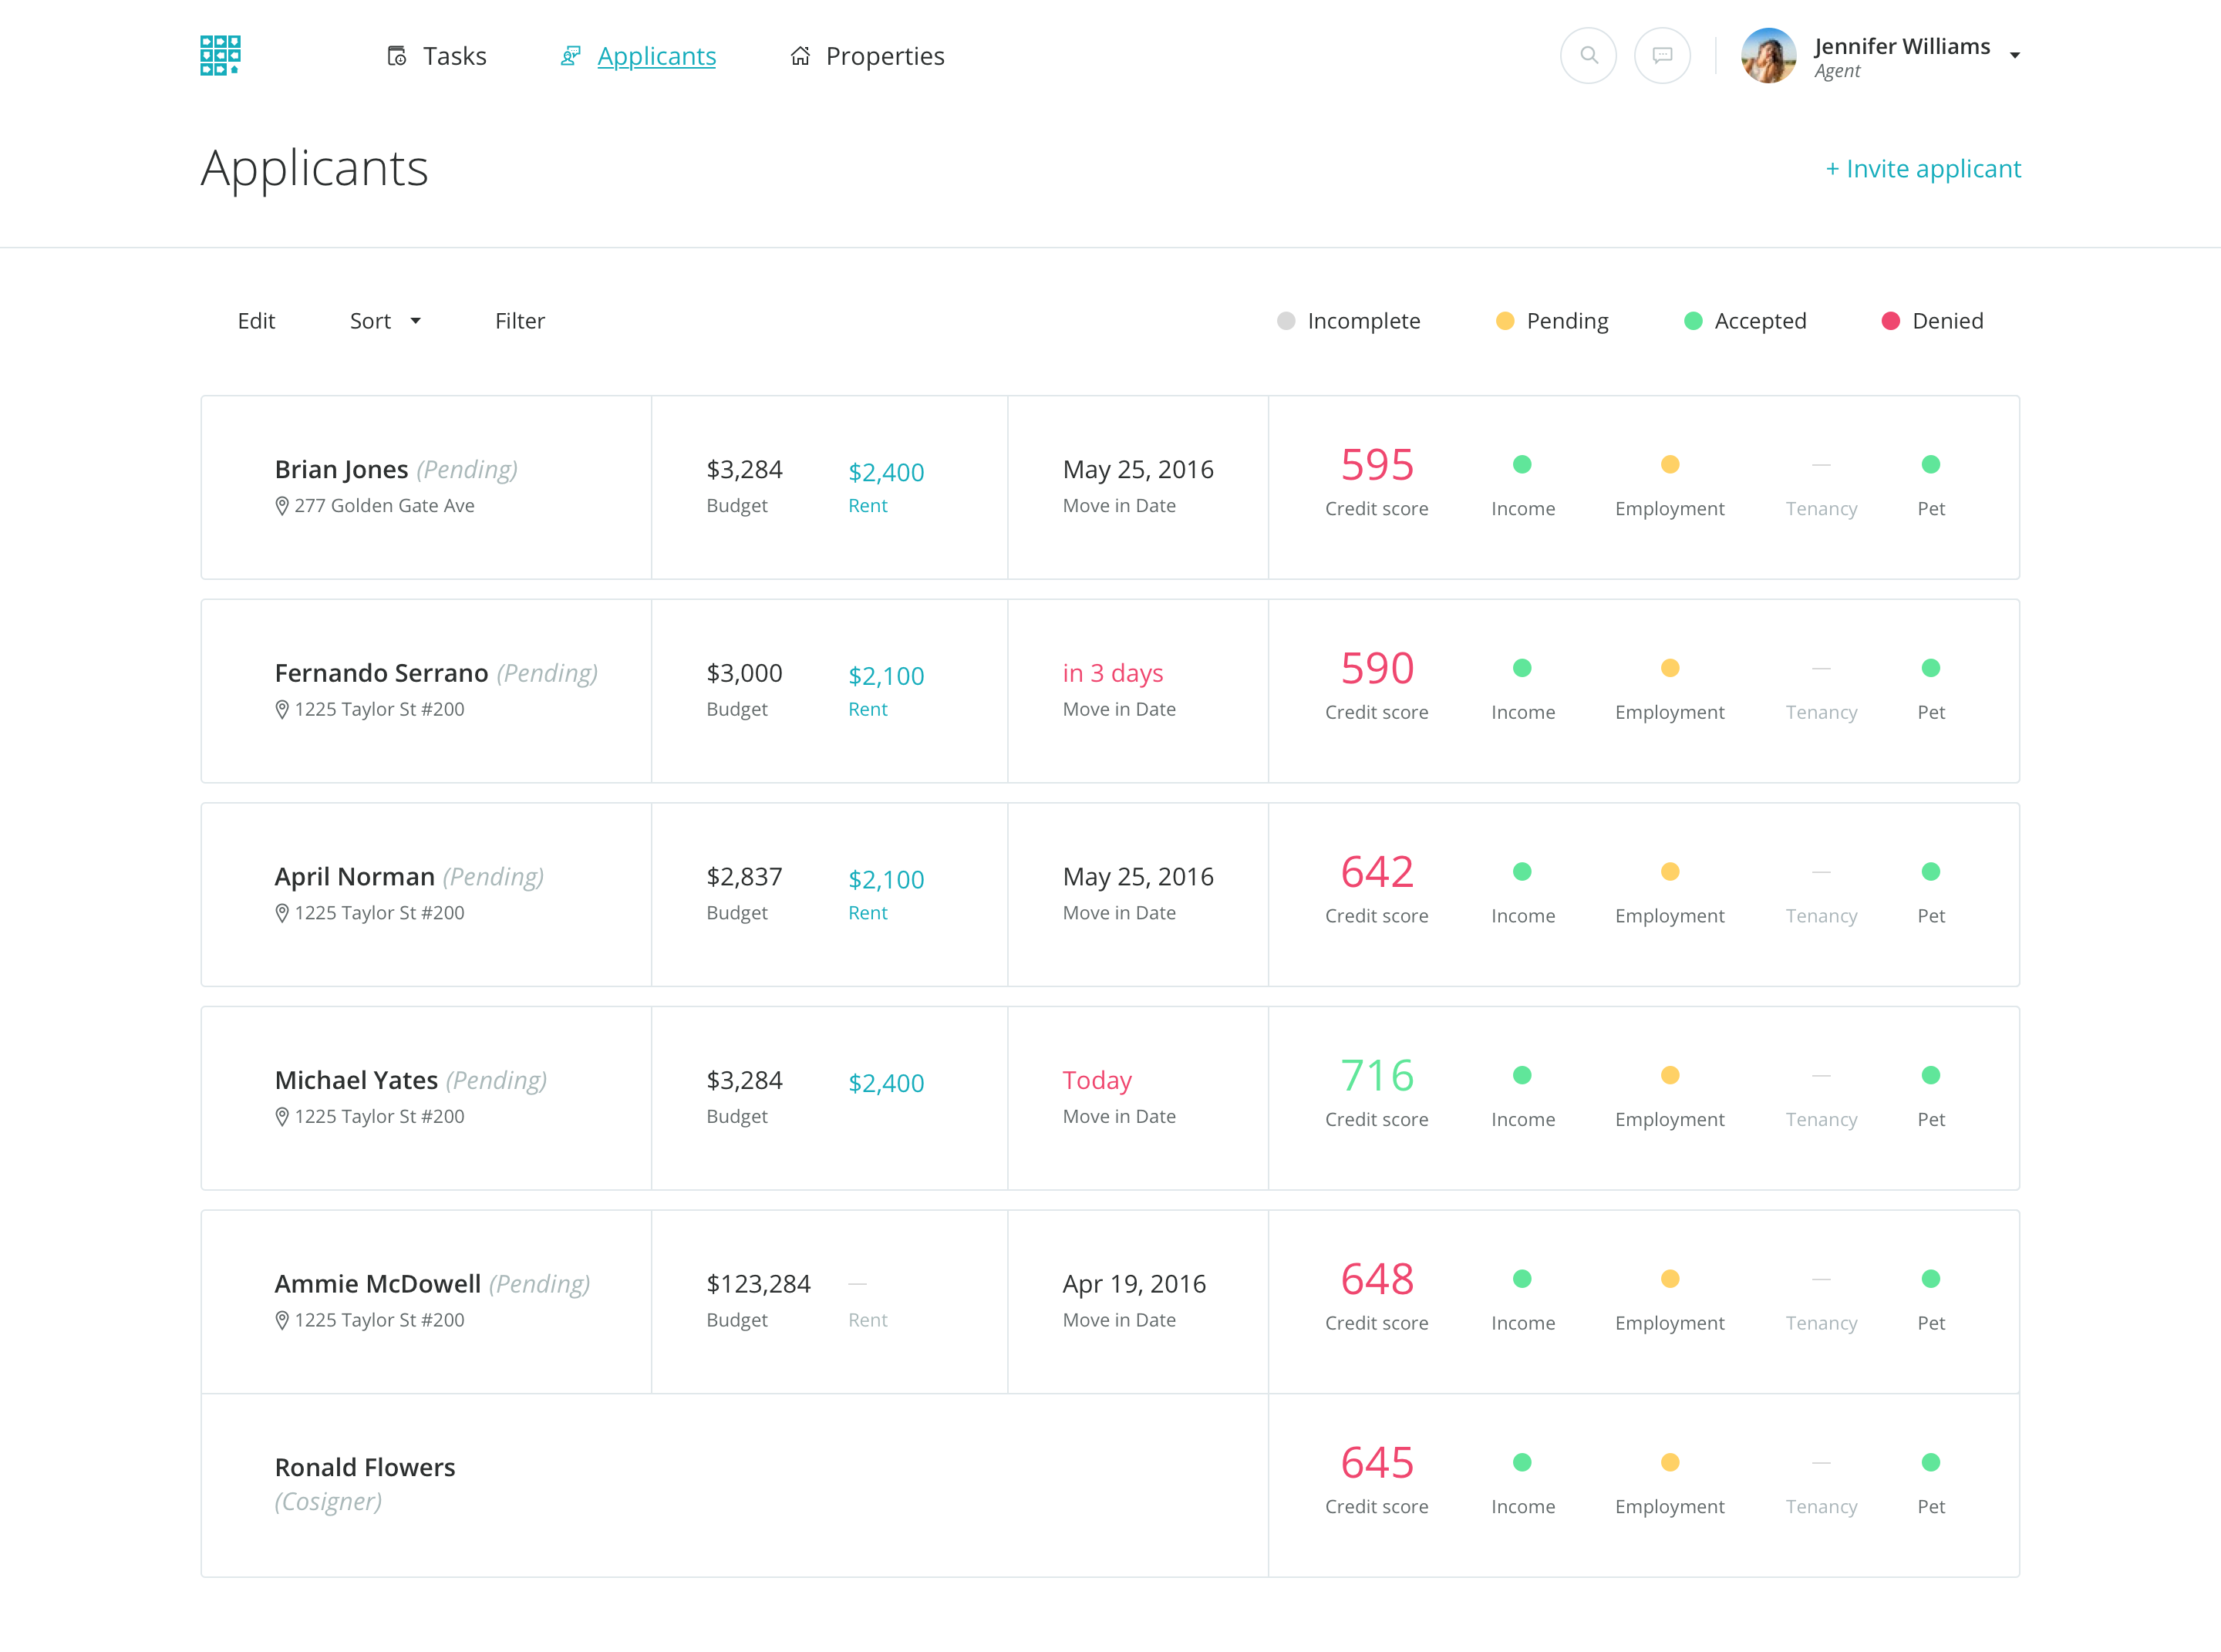 Tasks
Applicants
Properties
Jennifer Williams
Agent
Applicants
+ Invite applicant
Edit
Sort
Filter
Incomplete
Pending
Accepted
Denied
Brian Jones (Pending)
277 Golden Gate Ave
$3,284
Budget
$2,400
Rent
May 25, 2016
Move in Date
595
Credit score
Income
Employment
—
Tenancy
Pet
Fernando Serrano (Pending)
1225 Taylor St #200
$3,000
Budget
$2,100
Rent
in 3 days
Move in Date
590
Credit score
Income
Employment
—
Tenancy
Pet
April Norman (Pending)
1225 Taylor St #200
$2,837
Budget
$2,100
Rent
May 25, 2016
Move in Date
642
Credit score
Income
Employment
—
Tenancy
Pet
Michael Yates (Pending)
1225 Taylor St #200
$3,284
Budget
$2,400
Today
Move in Date
716
Credit score
Income
Employment
—
Tenancy
Pet
Ammie McDowell (Pending)
1225 Taylor St #200
$123,284
Budget
—
Rent
Apr 19, 2016
Move in Date
648
Credit score
Income
Employment
—
Tenancy
Pet
Ronald Flowers
(Cosigner)
645
Credit score
Income
Employment
—
Tenancy
Pet